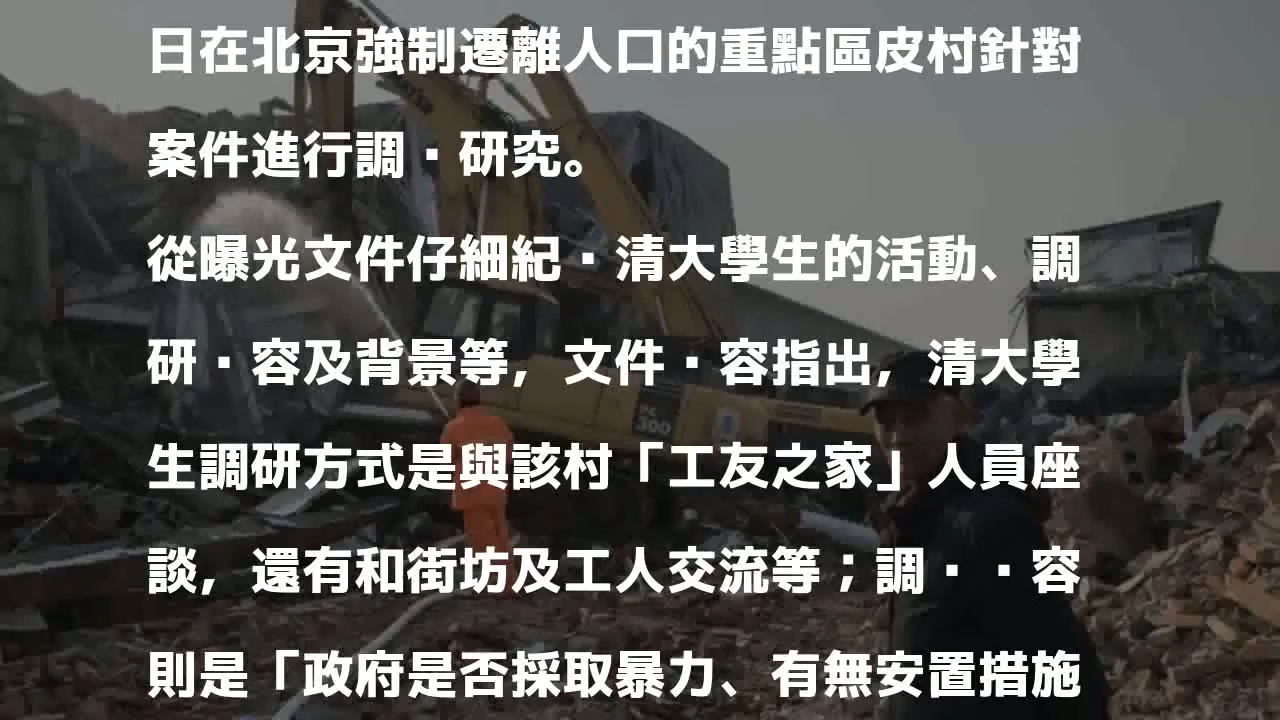 日在北京強制遷離人口的重點區皮村針對
案件進行調·研究。
從曝光文件仔細紀·清大學生的活動、調
研·容及背景等，文件·容指出，清大學
生調研方式是與該村「工友之家」人員座
談，還有和街坊及工人交流等；調··容
則是「政府是否採取暴力、有無安置措施
KOMATSU
PC
300